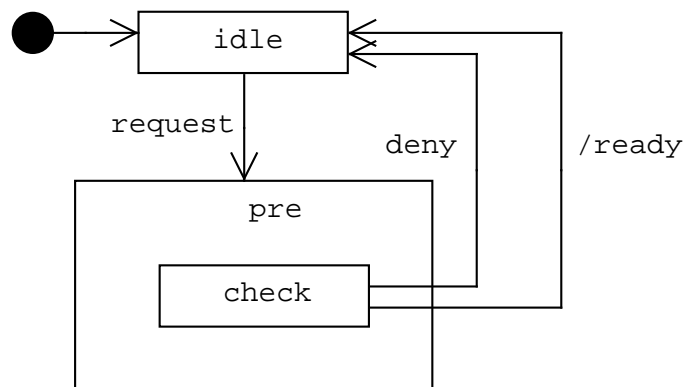 idle
request
deny
/ready
pre
check